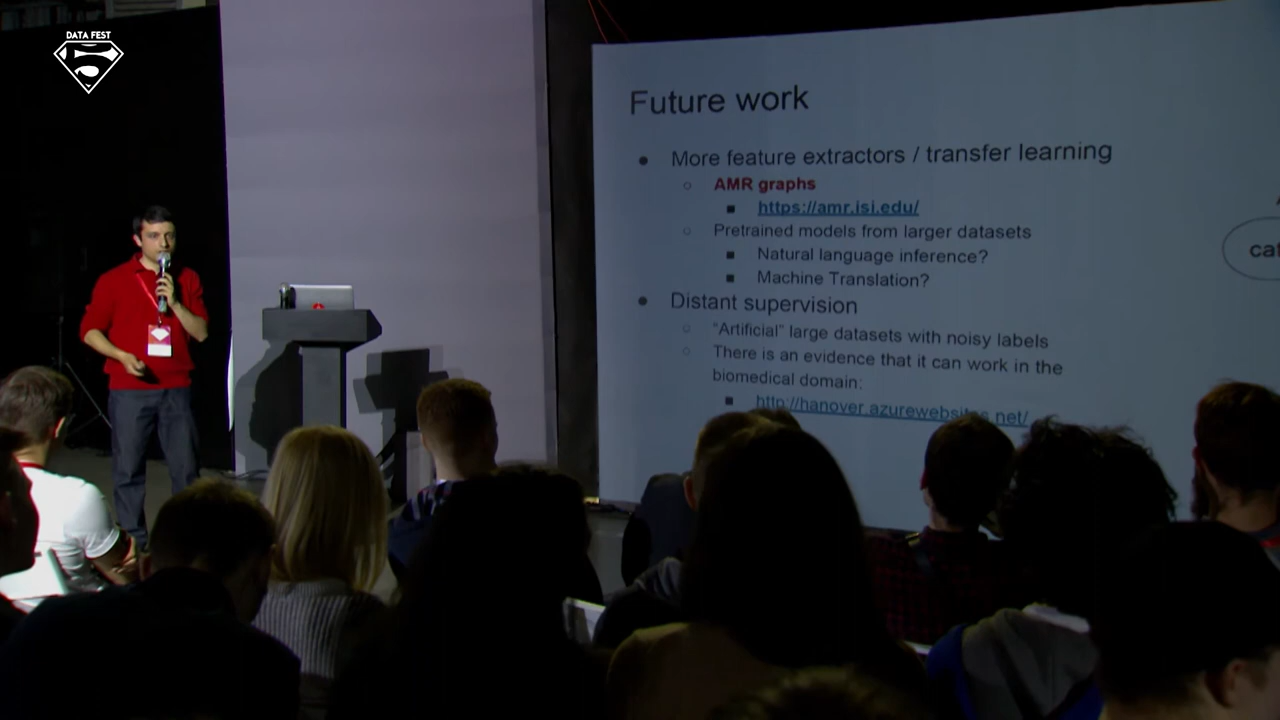 DATA FEST
Future work
More feature extractors / transfer learning
AMR graphs
https://amr.isi.edu/
Pretrained models from larger datasets
Natural language inference?
Machine Translation?
Distant supervision
"Artificial" large datasets with noisy labels
There is an evidence that it can work in the
biomedical domain:
http://hanover.azurewebsites.net/